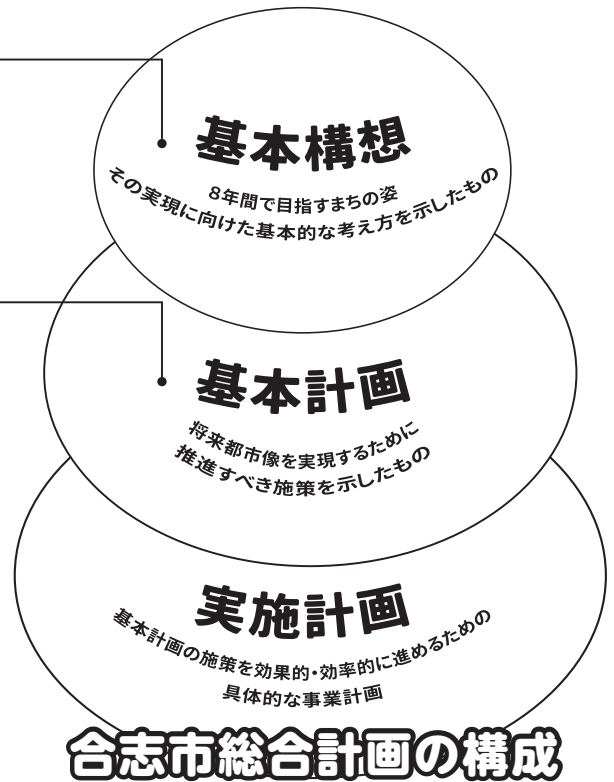 基本構想
8年間で目指すまちの姿
その実現に向けた基本的な考え方を示したもの
基本計画
将来都市像を実現するために
推進すべき施策を示したもの
実施計画
基本計画の施策を効果的・効率的に進めるための
具体的な事業計画
合志市総合計画の構成